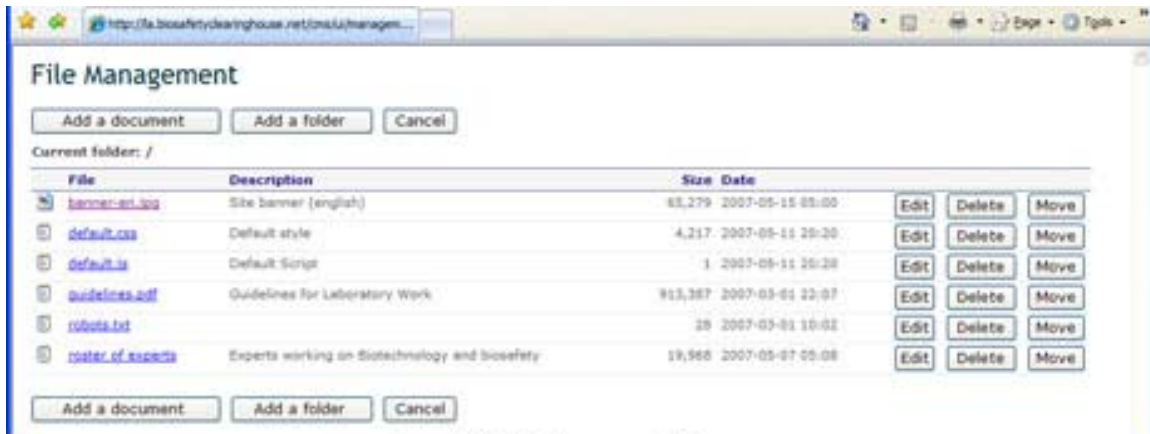 http://fa.biosafetyclearinghouse.net/cms/ui/managem...
Page Tools
File Management
Add a document Add a folder Cancel
Current folder: /
File Description Size Date
banner-en.jpg Site banner (english) 65,279 2007-05-15 05:00 Edit Delete Move
default.css Default style 4,217 2007-05-11 20:20 Edit Delete Move
default.js Default Script 1 2007-05-11 20:20 Edit Delete Move
guidelines.pdf Guidelines for Laboratory Work 913,387 2007-03-01 22:07 Edit Delete Move
robots.txt 28 2007-03-01 10:02 Edit Delete Move
roster of experts Experts working on Biotechnology and biosafety 19,968 2007-05-07 05:08 Edit Delete Move
Add a document Add a folder Cancel